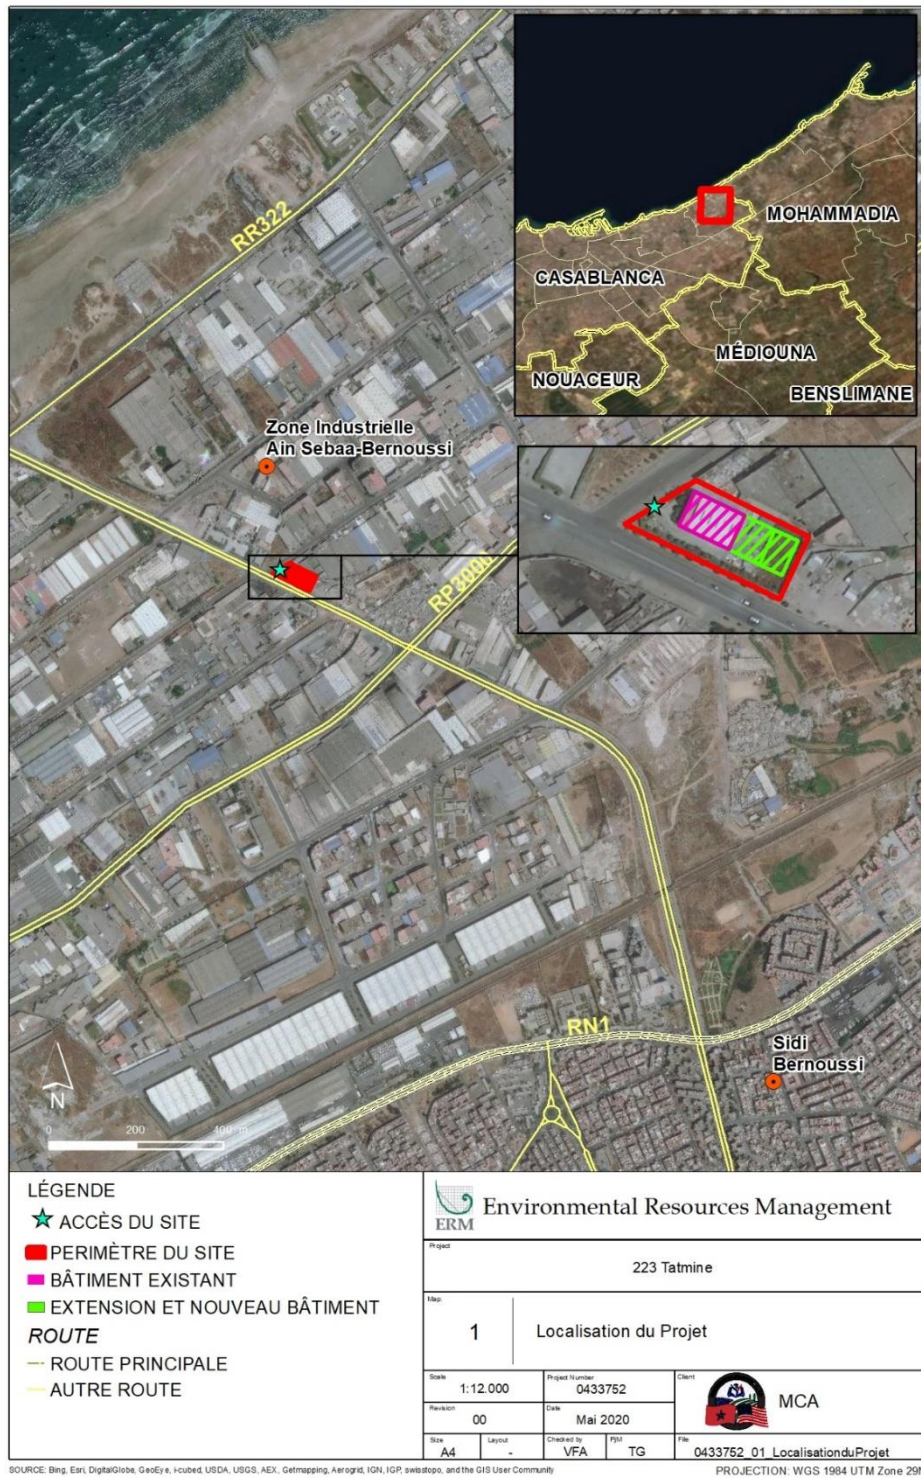 RR322
MOHAMMADIA
CASABLANCA
MÉDIOUNA
NOUACEUR
BENSLIMANE
Zone Industrielle
Ain Sebaa-Bernoussi
RN1
Sidi
Bernoussi
N
0 200 400 m
LÉGENDE
ACCÈS DU SITE
PERIMÈTRE DU SITE
BÂTIMENT EXISTANT
EXTENSION ET NOUVEAU BÂTIMENT
ROUTE
ROUTE PRINCIPALE
AUTRE ROUTE
ERM
Environmental Resources Management
Project
223 Tatmine
Map:
1
Localisation du Projet
Scale
1:12.000
Project Number
0433752
Client
MCA
Revision
00
Date
Mai 2020
Size
A4
Layout
-
Checked by
VFA
PJM
TG
File
0433752_01_LocalisationduProjet
SOURCE: Bing, Esri, DigitalGlobe, GeoEye, i-cubed, USDA, USGS, AEX, Getmapping, Aerogrid, IGN, IGP, swisstopo, and the GIS User Community
PROJECTION: WGS 1984 UTM Zone